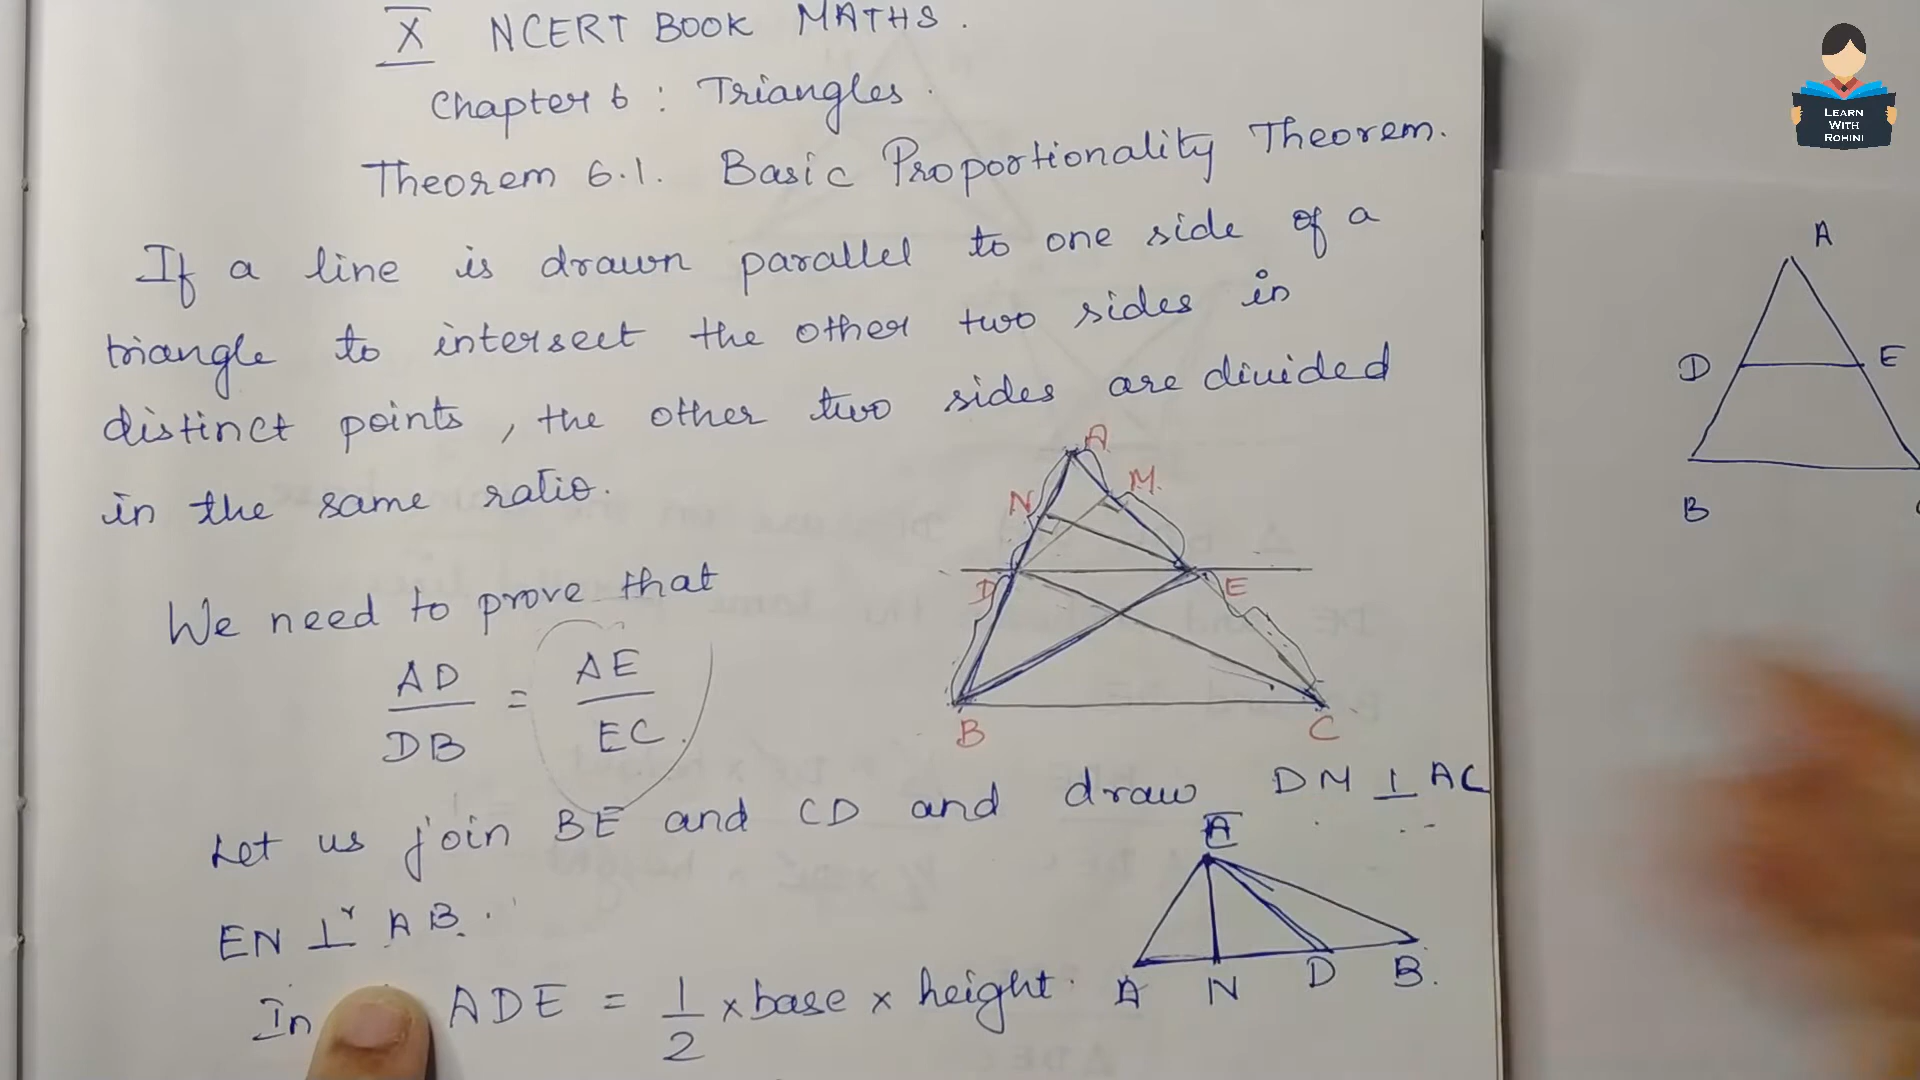 X NCERT BOOK MATHS.
Chapter 6 : Triangles.
Theorem 6.1. Basic Proportionality Theorem.
If a line is drawn parallel to one side of a
triangle to intersect the other two sides in
distinct points, the other two sides are divided
in the same ratio.
We need to prove that
AD/DB = AE/EC.
Let us join BE and CD and draw DM ⊥ AC
EN ⊥r AB.
In ADE = 1/2 × base × height.
A
N
M
D
E
B
C
E
A N D B.
A
D E
B
LEARN
WITH
ROHINI